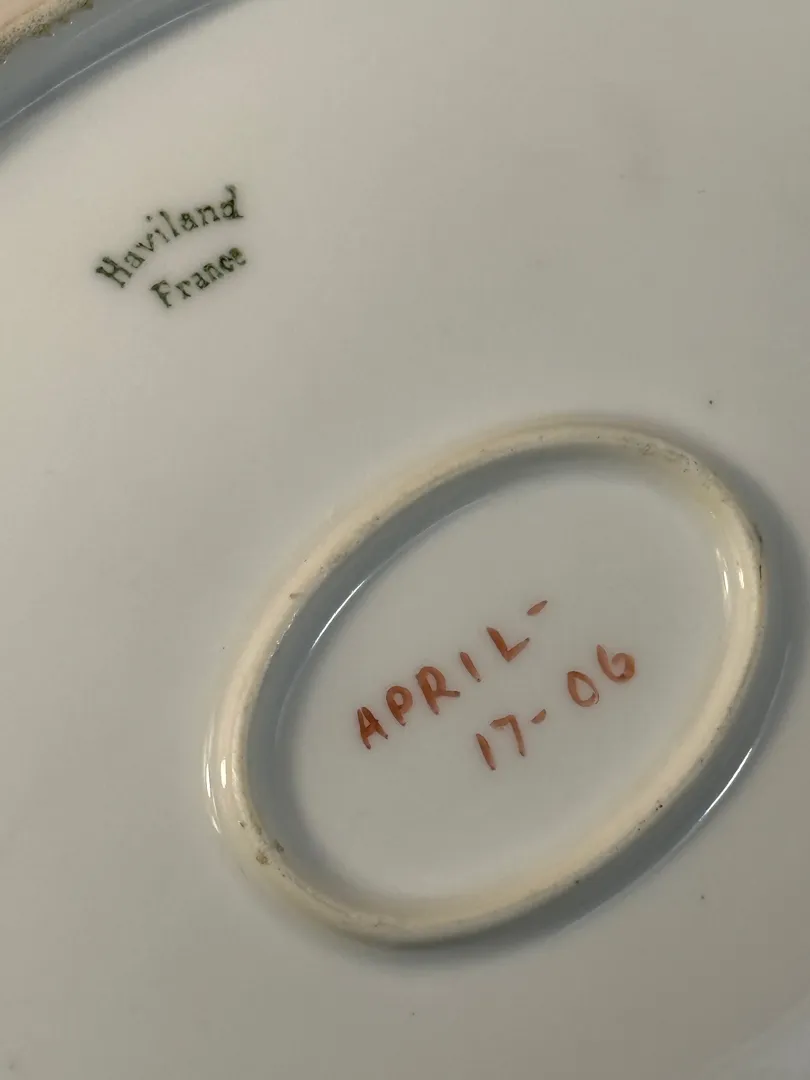 Haviland
France
APRIL-
17-06